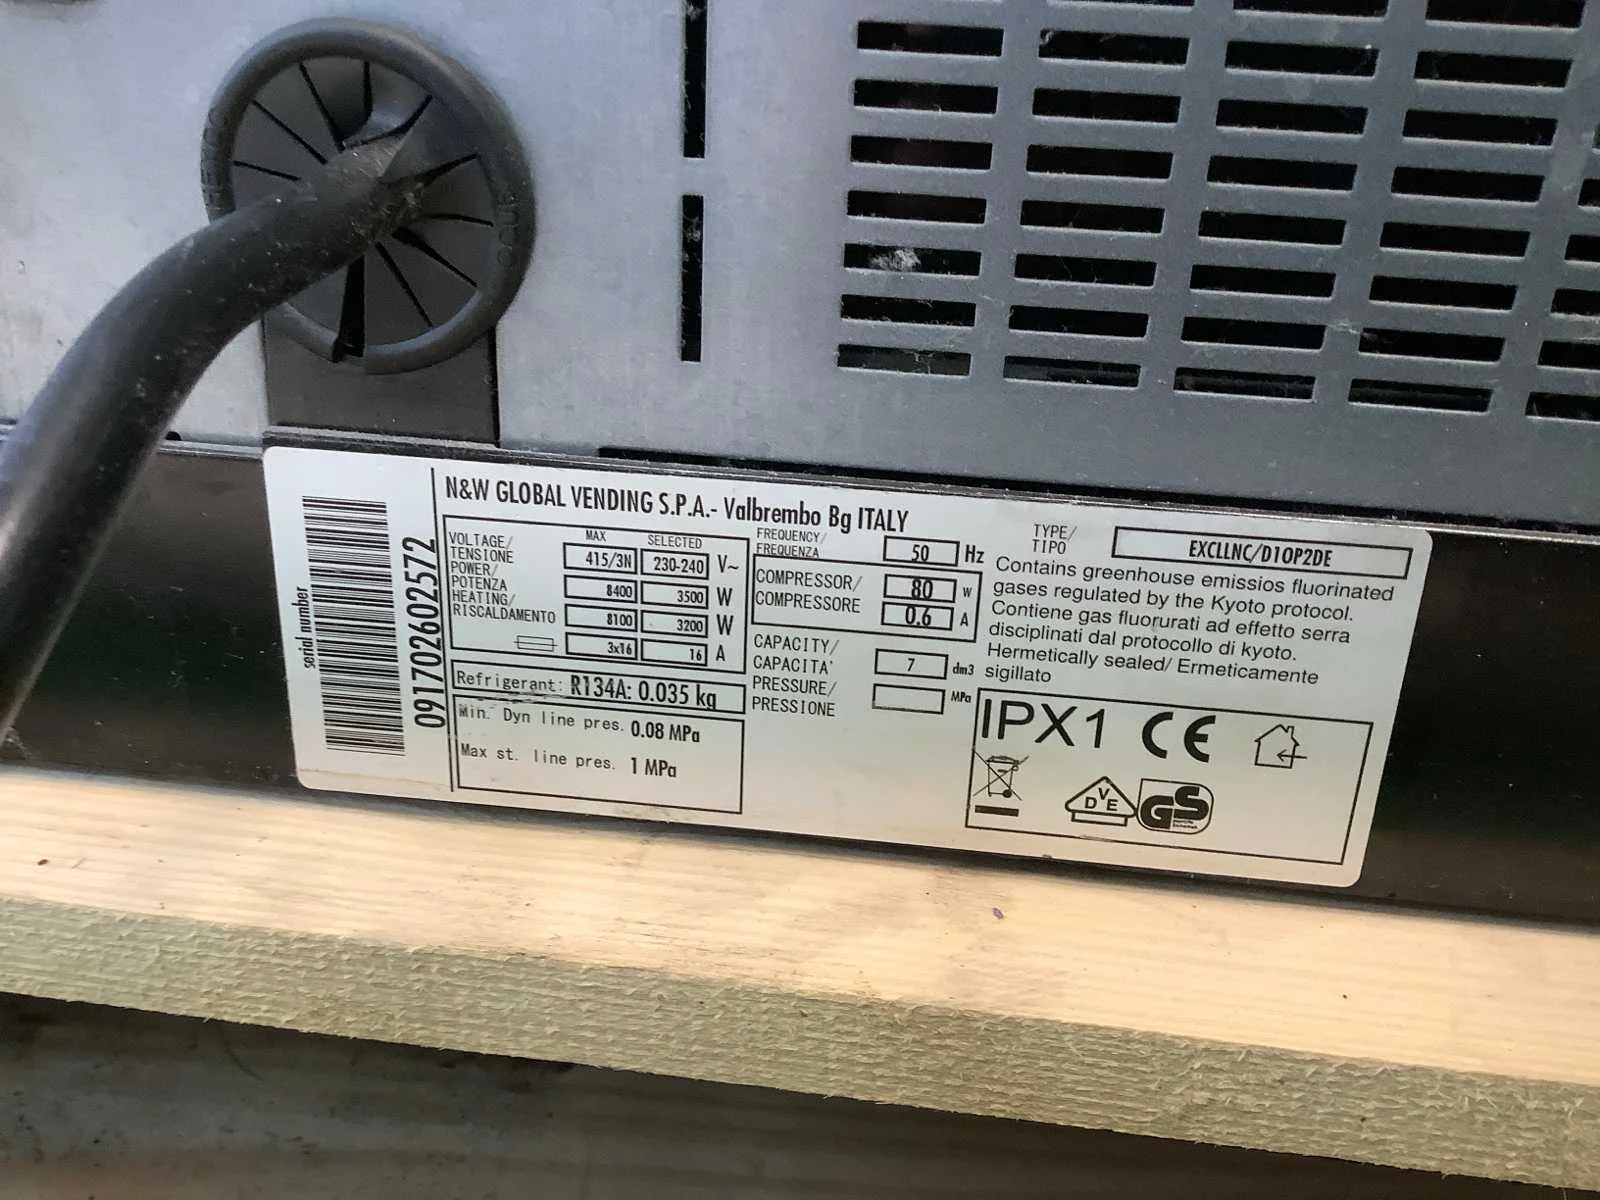 serial number
091702602572
N&W GLOBAL VENDING S.P.A.- Valbrembo Bg ITALY
MAX SELECTED
VOLTAGE/
TENSIONE 415/3N 230-240 V~
POWER/
POTENZA 8400 3500 W
HEATING/
RISCALDAMENTO 8100 3200 W
3x16 16 A
Refrigerant: R134A: 0.035 kg
Min. Dyn line pres. 0.08 MPa
Max st. line pres. 1 MPa
FREQUENCY/
FREQUENZA 50 Hz
COMPRESSOR/ 80 W
COMPRESSORE 0.6 A
CAPACITY/
CAPACITA' 7 dm3
PRESSURE/
PRESSIONE MPa
TYPE/
TIPO EXCLLNC/D1OP2DE
Contains greenhouse emissios fluorinated
gases regulated by the Kyoto protocol.
Contiene gas fluorurati ad effetto serra
disciplinati dal protocollo di kyoto.
Hermetically sealed/ Ermeticamente
sigillato
IPX1 CE
DVE GS